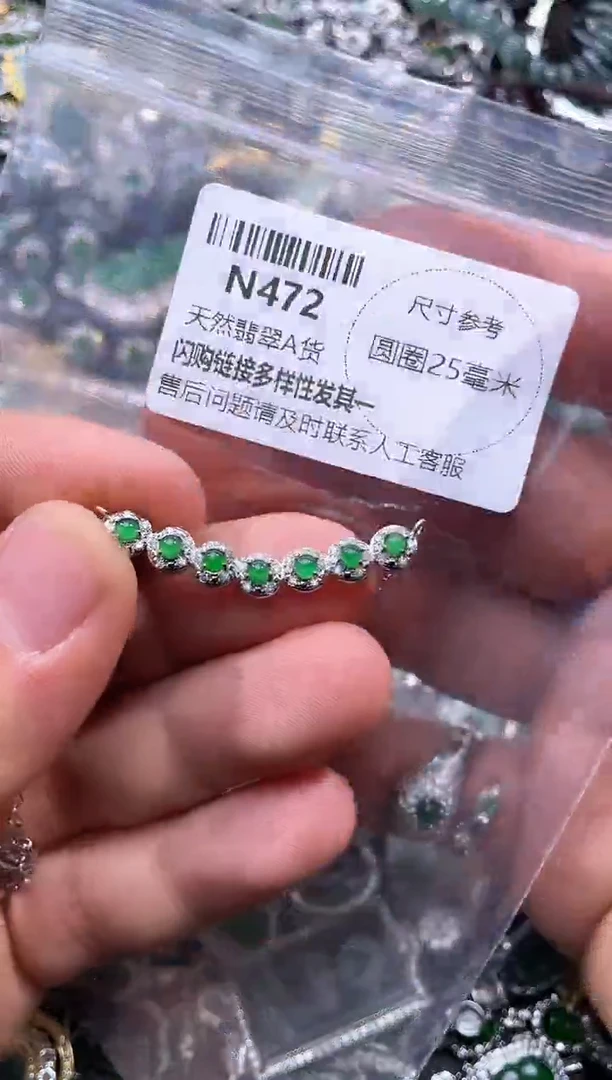 N472
天然翡翠A货
闪购链接多样性发其一
售后问题请及时联系人工客服
尺寸参考
圆圈25毫米